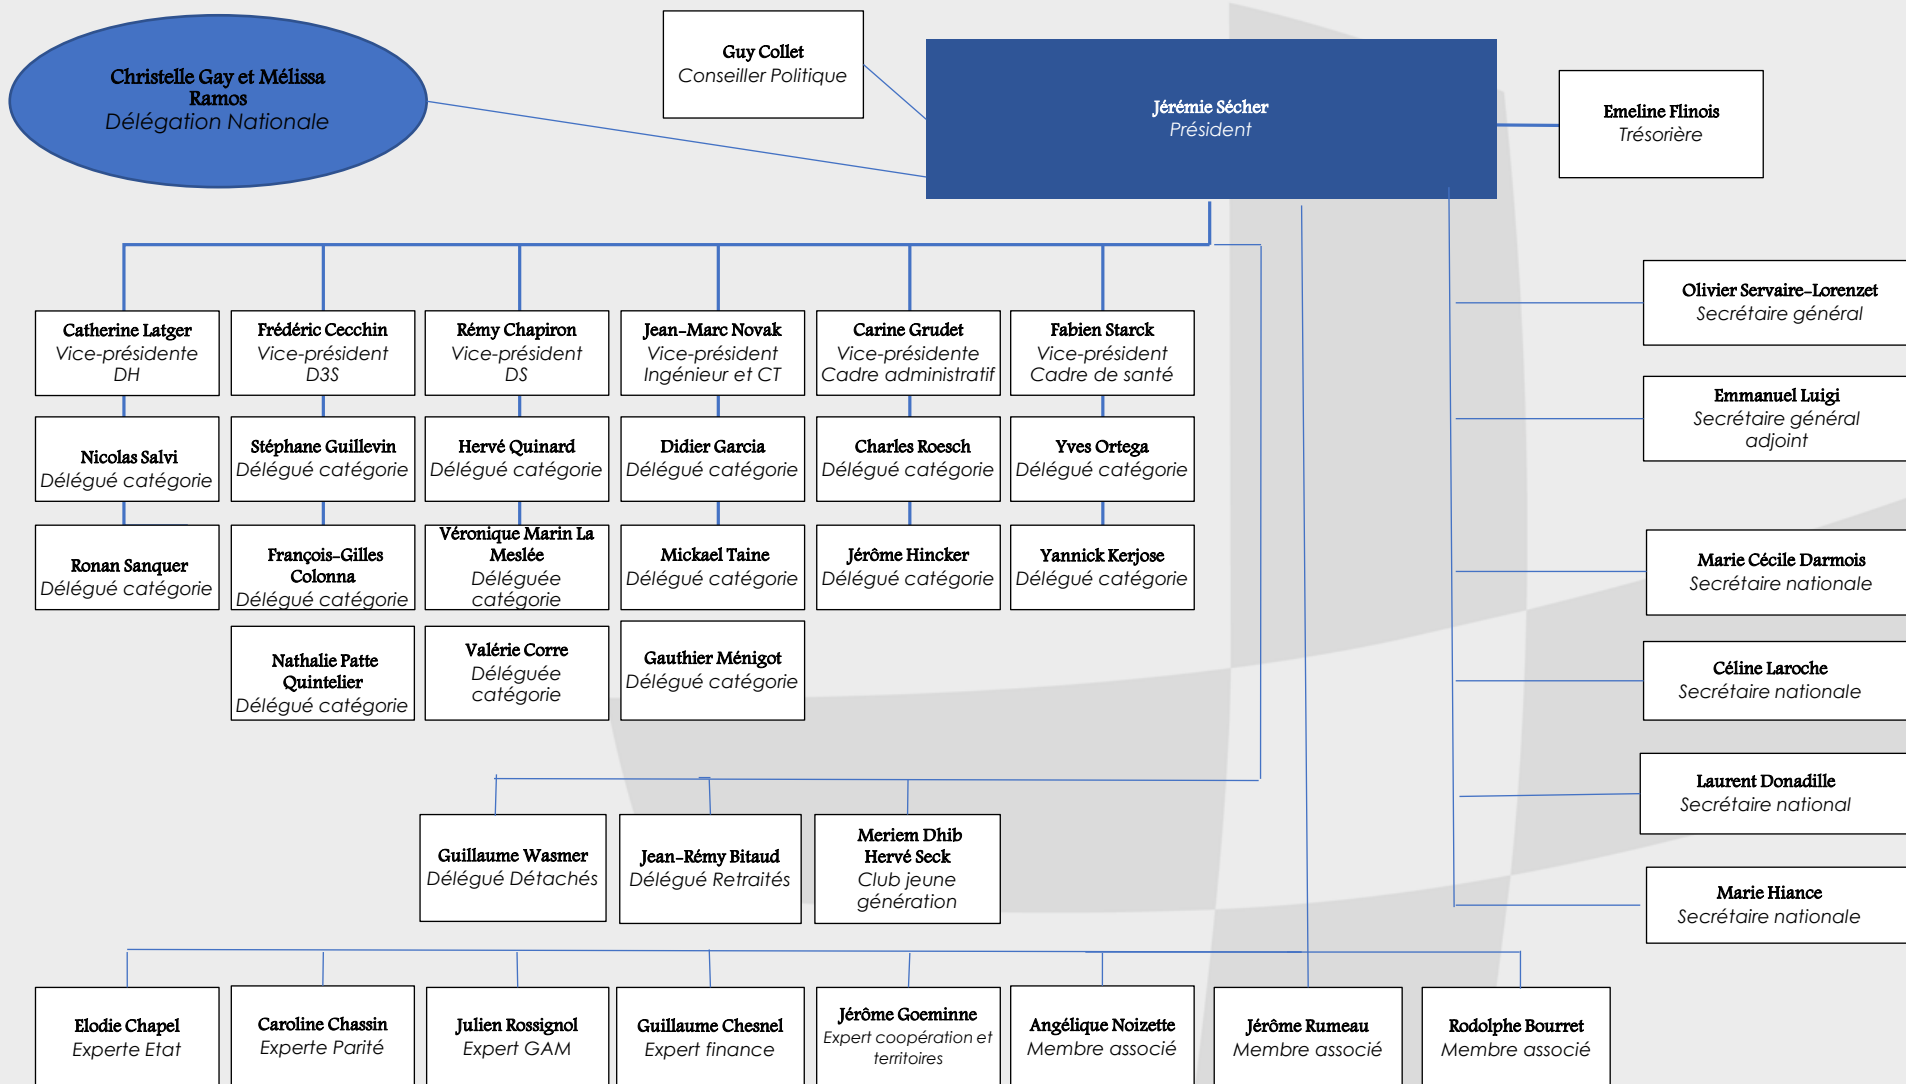 Christelle Gay et Mélissa
Ramos
Délégation Nationale
Guy Collet
Conseiller Politique
Jérémie Sécher
Président
Emeline Flinois
Trésorière
Catherine Latger
Vice-présidente
DH
Frédéric Cecchin
Vice-président
D3S
Rémy Chapiron
Vice-président
DS
Jean-Marc Novak
Vice-président
Ingénieur et CT
Carine Grudet
Vice-présidente
Cadre administratif
Fabien Starck
Vice-président
Cadre de santé
Olivier Servaire-Lorenzet
Secrétaire général
Emmanuel Luigi
Secrétaire général
adjoint
Nicolas Salvi
Délégué catégorie
Stéphane Guillevin
Délégué catégorie
Hervé Quinard
Délégué catégorie
Didier Garcia
Délégué catégorie
Charles Roesch
Délégué catégorie
Yves Ortega
Délégué catégorie
Ronan Sanquer
Délégué catégorie
François-Gilles
Colonna
Délégué catégorie
Véronique Marin La
Meslée
Déléguée
catégorie
Mickael Taine
Délégué catégorie
Jérôme Hincker
Délégué catégorie
Yannick Kerjose
Délégué catégorie
Marie Cécile Darmois
Secrétaire nationale
Nathalie Patte
Quintelier
Délégué catégorie
Valérie Corre
Déléguée
catégorie
Gauthier Ménigot
Délégué catégorie
Céline Laroche
Secrétaire nationale
Laurent Donadille
Secrétaire national
Guillaume Wasmer
Délégué Détachés
Jean-Rémy Bitaud
Délégué Retraités
Meriem Dhib
Hervé Seck
Club jeune
génération
Marie Hiance
Secrétaire nationale
Elodie Chapel
Experte Etat
Caroline Chassin
Experte Parité
Julien Rossignol
Expert GAM
Guillaume Chesnel
Expert finance
Jérôme Goeminne
Expert coopération et
territoires
Angélique Noizette
Membre associé
Jérôme Rumeau
Membre associé
Rodolphe Bourret
Membre associé